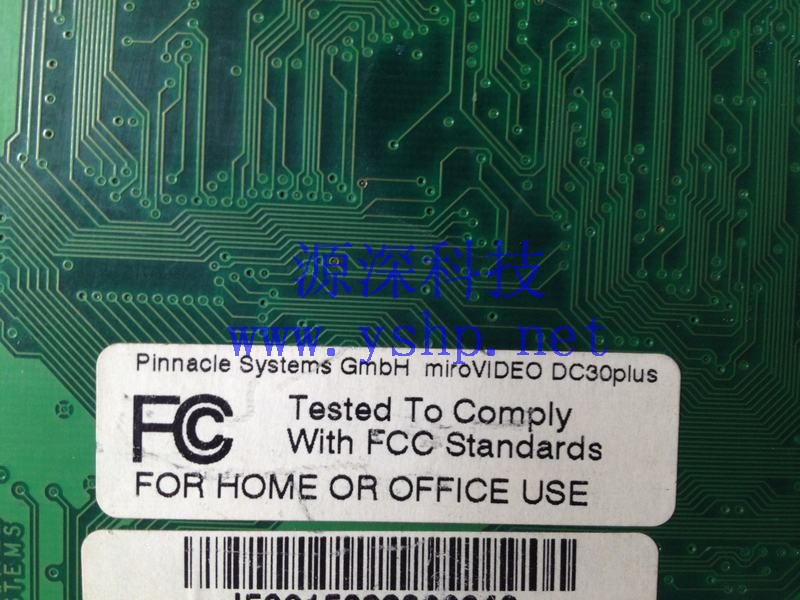 源深科技
www.yshp.net
Pinnacle Systems GmbH miroVIDEO DC30plus
FC Tested To Comply
With FCC Standards
FOR HOME OR OFFICE USE